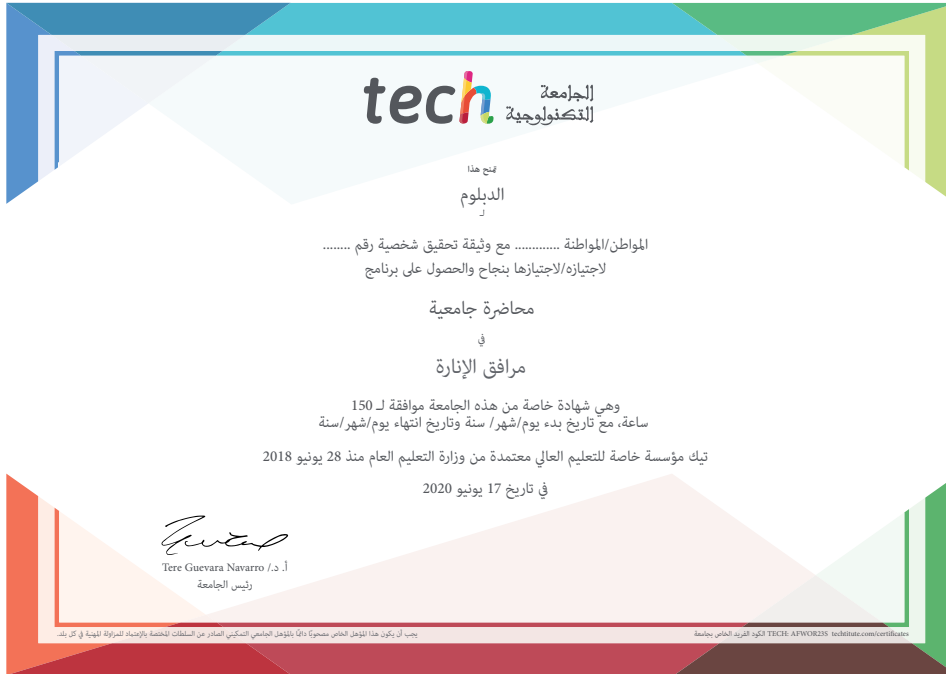 tech الجامعة
التكنولوجية
تمنح هذا
الدبلوم
لـ
المواطن/المواطنة ............. مع وثيقة تحقيق شخصية رقم ........
لاجتيازه/لاجتيازها بنجاح والحصول على برنامج
محاضرة جامعية
في
مرافق الإنارة
وهي شهادة خاصة من هذه الجامعة موافقة لـ 150
ساعة، مع تاريخ بدء يوم/شهر/ سنة وتاريخ انتهاء يوم/شهر/سنة
تيك مؤسسة خاصة للتعليم العالي معتمدة من وزارة التعليم العام منذ 28 يونيو 2018
في تاريخ 17 يونيو 2020
أ. د./ Tere Guevara Navarro
رئيس الجامعة
يجب أن يكون هذا المؤهل الخاص مصحوبًا دائمًا بالمؤهل الجامعي التمكيني الصادر عن السلطات المختصة بالإعتماد للمزاولة المهنية في كل بلد.
الكود الفريد الخاص بجامعة TECH: AFWOR23S techtitute.com/certificates